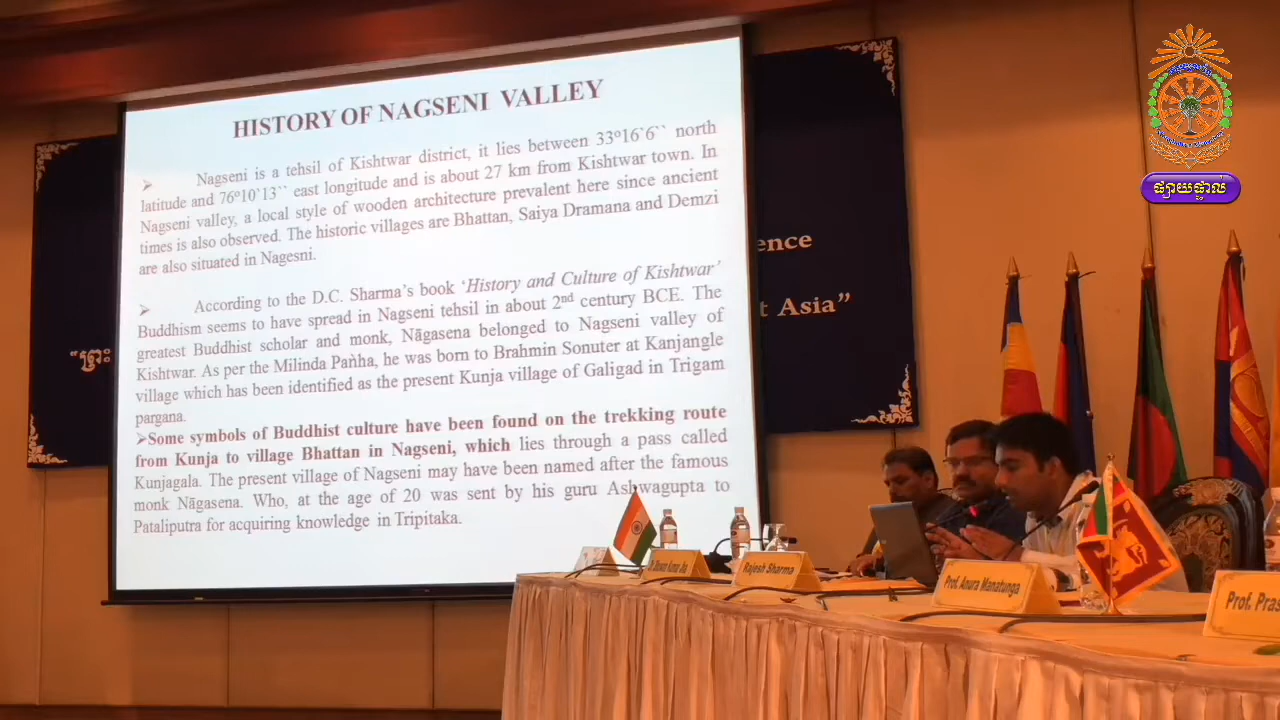 HISTORY OF NAGSENI VALLEY
➢ Nagseni is a tehsil of Kishtwar district, it lies between 33º16`6`` north
latitude and 76º10`13`` east longitude and is about 27 km from Kishtwar town. In
Nagseni valley, a local style of wooden architecture prevalent here since ancient
times is also observed. The historic villages are Bhattan, Saiya Dramana and Demzi
are also situated in Nagesni.
➢ According to the D.C. Sharma's book 'History and Culture of Kishtwar'
Buddhism seems to have spread in Nagseni tehsil in about 2nd century BCE. The
greatest Buddhist scholar and monk, Nāgasena belonged to Nagseni valley of
Kishtwar. As per the Milinda Pañha, he was born to Brahmin Sonuter at Kanjangle
village which has been identified as the present Kunja village of Galigad in Trigam
pargana.
➢Some symbols of Buddhist culture have been found on the trekking route
from Kunja to village Bhattan in Nagseni, which lies through a pass called
Kunjagala. The present village of Nagseni may have been named after the famous
monk Nāgasena. Who, at the age of 20 was sent by his guru Ashwagupta to
Pataliputra for acquiring knowledge in Tripitaka.
ence
t Asia”
“ព្រះ
ផ្សាយផ្ទាល់
Rajesh Sharma
Prof. Anura Manatunga
Prof. Pras